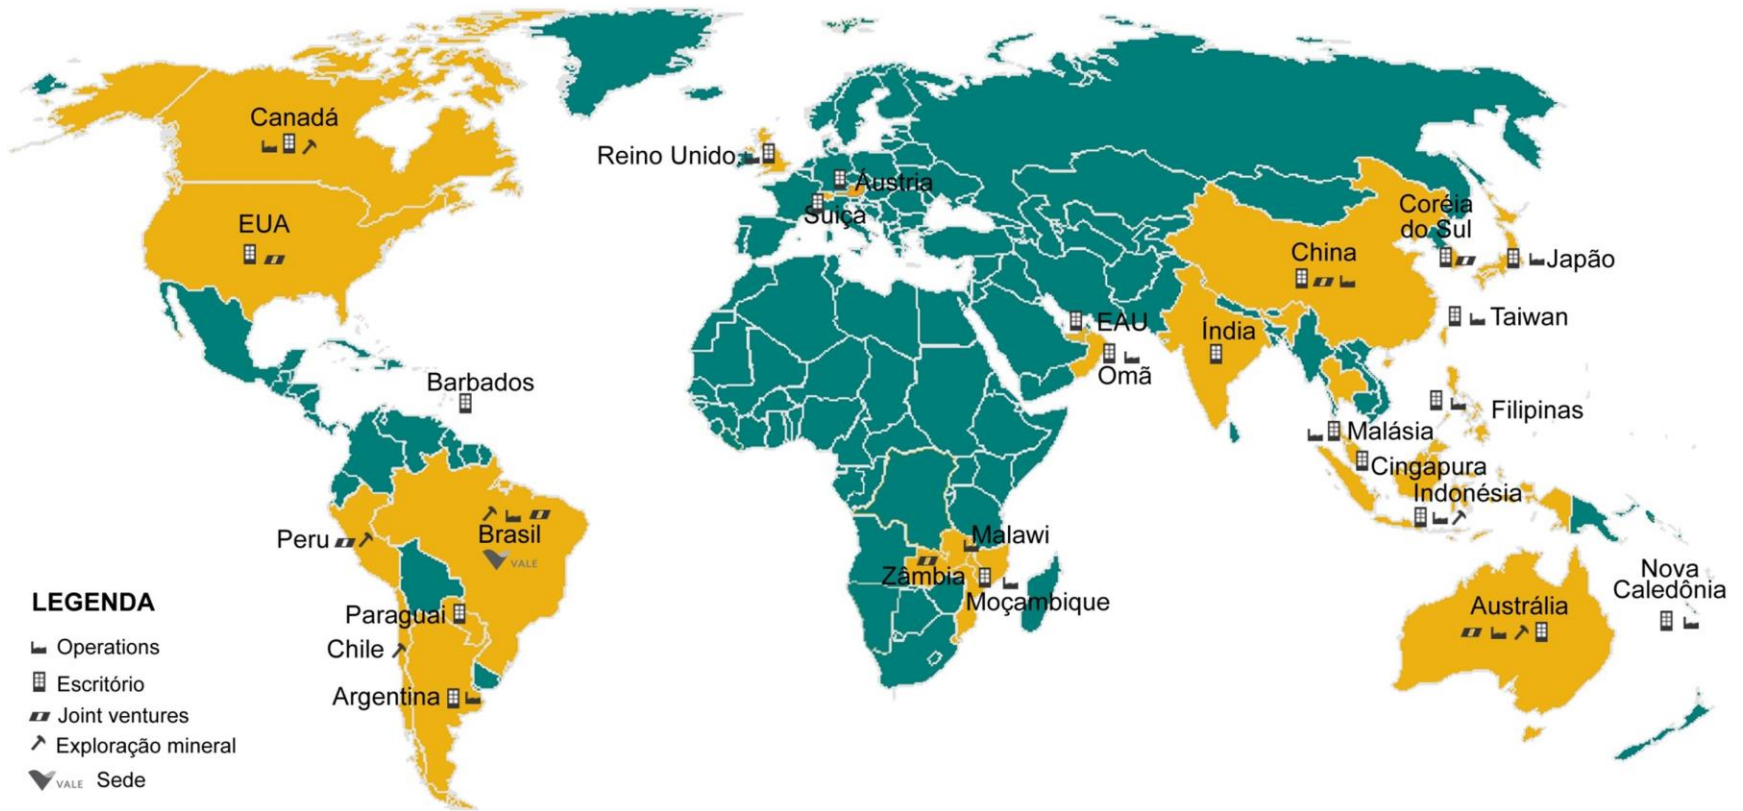 Canadá
EUA
Reino Unido
Áustria
Suiça
Coréia
do Sul
China
Japão
Taiwan
EAU
Índia
Omã
Barbados
Filipinas
Malásia
Cingapura
Indonésia
Peru
Brasil
VALE
Malawi
Zâmbia
Moçambique
Nova
Caledônia
Austrália
Paraguai
Chile
Argentina
LEGENDA
Operations
Escritório
Joint ventures
Exploração mineral
VALE Sede